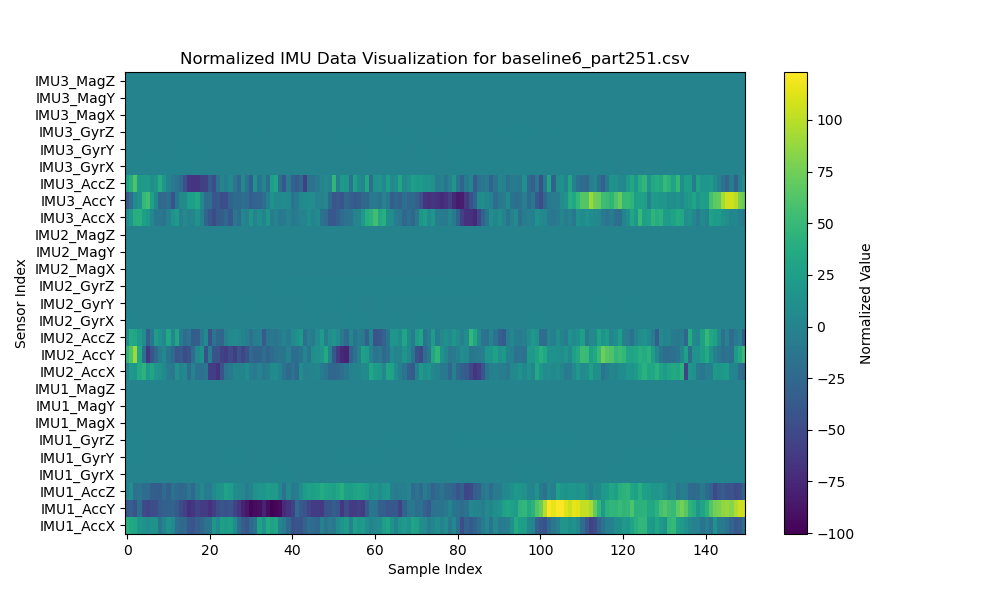 Normalized IMU Data Visualization for baseline6_part251.csv
IMU3_MagZ
IMU3_MagY
IMU3_MagX
IMU3_GyrZ
IMU3_GyrY
IMU3_GyrX
IMU3_AccZ
IMU3_AccY
IMU3_AccX
IMU2_MagZ
IMU2_MagY
IMU2_MagX
IMU2_GyrZ
IMU2_GyrY
IMU2_GyrX
IMU2_AccZ
IMU2_AccY
IMU2_AccX
IMU1_MagZ
IMU1_MagY
IMU1_MagX
IMU1_GyrZ
IMU1_GyrY
IMU1_GyrX
IMU1_AccZ
IMU1_AccY
IMU1_AccX
Sensor Index
0 20 40 60 80 100 120 140
Sample Index
100
75
50
25
0
−25
−50
−75
−100
Normalized Value